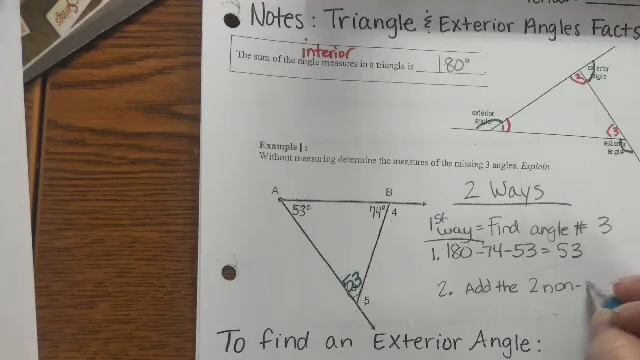 Notes: Triangle & Exterior Angles Facts
interior
The sum of the angle measures in a triangle is 180°
exterior angle
2
exterior angle
1
3
exterior angle
Example 1:
Without measuring determine the measures of the missing 3 angles. Explain.
2 Ways
A
B
53°
74°
4
1st way = Find angle # 3
1. 180-74-53 = 53
53
5
2. Add the 2 non-
To find an Exterior Angle: